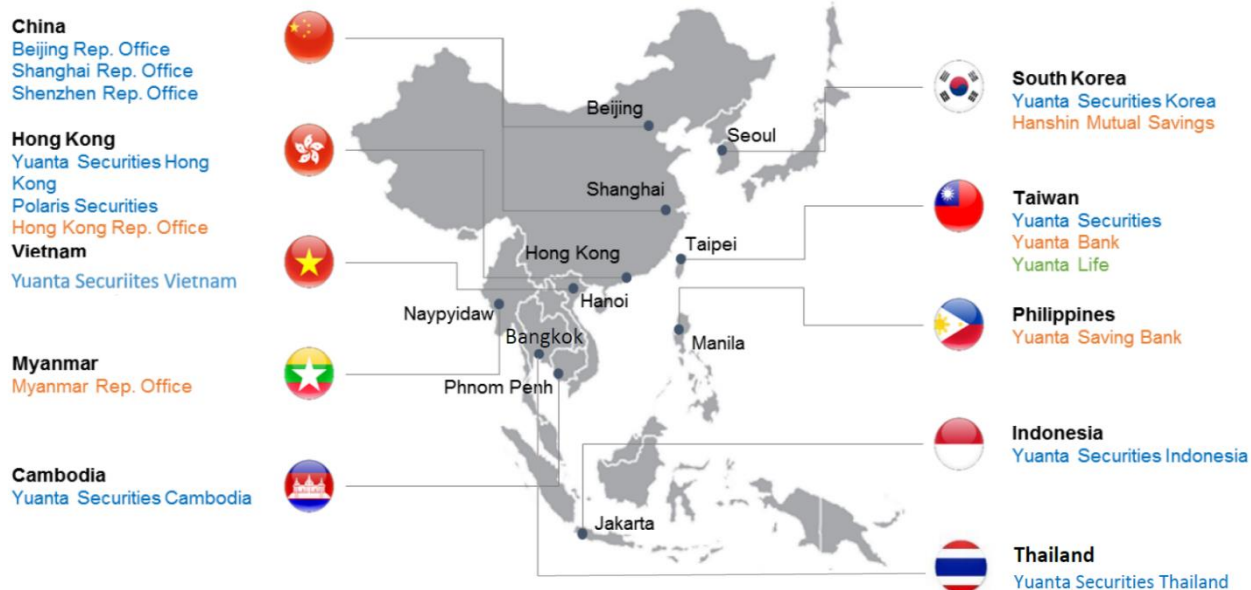 China
Beijing Rep. Office
Shanghai Rep. Office
Shenzhen Rep. Office
Hong Kong
Yuanta Securities Hong
Kong
Polaris Securities
Hong Kong Rep. Office
Vietnam
Yuanta Securiites Vietnam
Myanmar
Myanmar Rep. Office
Cambodia
Yuanta Securities Cambodia
Beijing
Seoul
Shanghai
Taipei
Hong Kong
Hanoi
Naypyidaw
Bangkok
Manila
Phnom Penh
Jakarta
South Korea
Yuanta Securities Korea
Hanshin Mutual Savings
Taiwan
Yuanta Securities
Yuanta Bank
Yuanta Life
Philippines
Yuanta Saving Bank
Indonesia
Yuanta Securities Indonesia
Thailand
Yuanta Securities Thailand